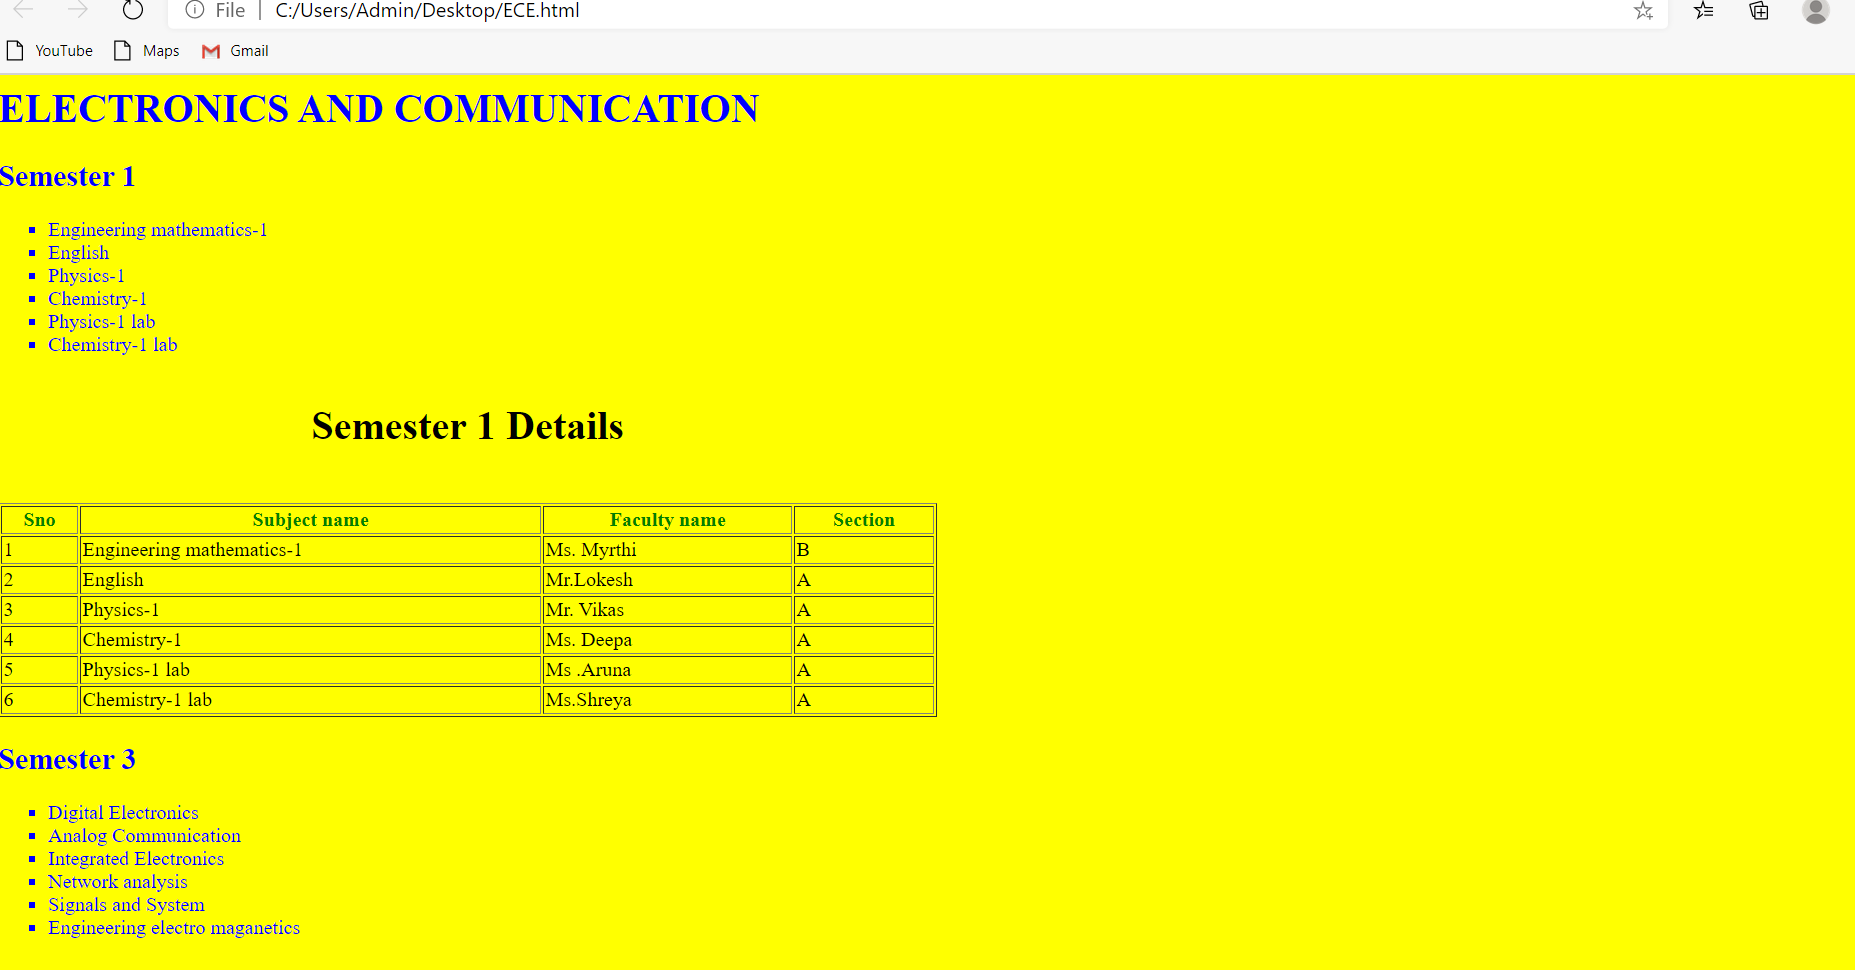 File | C:/Users/Admin/Desktop/ECE.html
YouTube Maps Gmail
ELECTRONICS AND COMMUNICATION
Semester 1
Engineering mathematics-1
English
Physics-1
Chemistry-1
Physics-1 lab
Chemistry-1 lab
Semester 1 Details
Sno Subject name Faculty name Section
1 Engineering mathematics-1 Ms. Myrthi B
2 English Mr.Lokesh A
3 Physics-1 Mr. Vikas A
4 Chemistry-1 Ms. Deepa A
5 Physics-1 lab Ms .Aruna A
6 Chemistry-1 lab Ms.Shreya A
Semester 3
Digital Electronics
Analog Communication
Integrated Electronics
Network analysis
Signals and System
Engineering electro maganetics